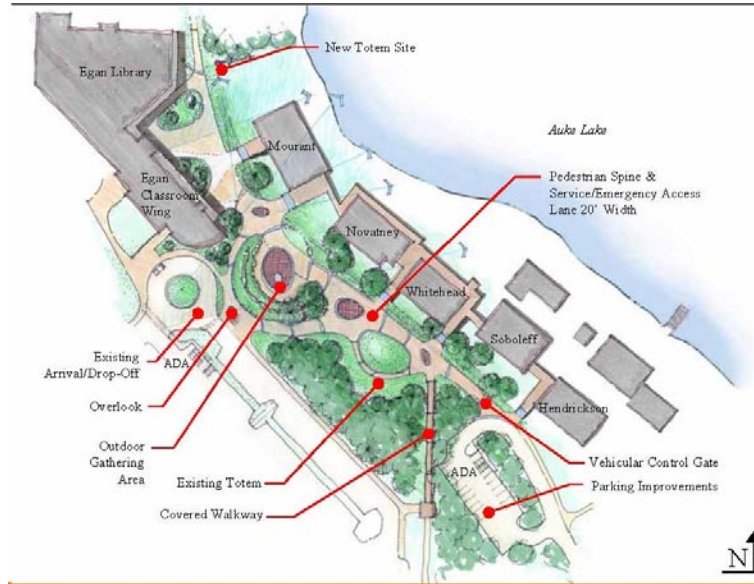 New Totem Site
Egan Library
Auke Lake
Mourant
Egan
Classroom
Wing
Pedestrian Spine &
Service/Emergency Access
Lane 20' Width
Novatney
Whitehead
Soboleff
Existing
Arrival/Drop-Off
ADA
Overlook
Hendrickson
Outdoor
Gathering
Area
Existing Totem
ADA
Vehicular Control Gate
Covered Walkway
Parking Improvements
N